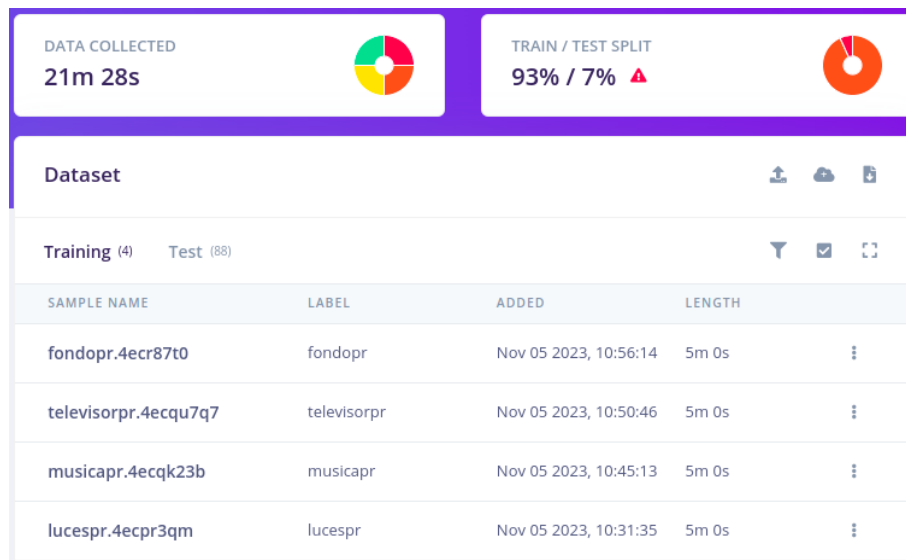 DATA COLLECTED
21m 28s
TRAIN / TEST SPLIT
93% / 7%
Dataset
Training (4) Test (88)
SAMPLE NAME LABEL ADDED LENGTH
fondopr.4ecr87t0 fondopr Nov 05 2023, 10:56:14 5m 0s
televisorpr.4ecqu7q7 televisorpr Nov 05 2023, 10:50:46 5m 0s
musicapr.4ecqk23b musicapr Nov 05 2023, 10:45:13 5m 0s
lucespr.4ecpr3qm lucespr Nov 05 2023, 10:31:35 5m 0s